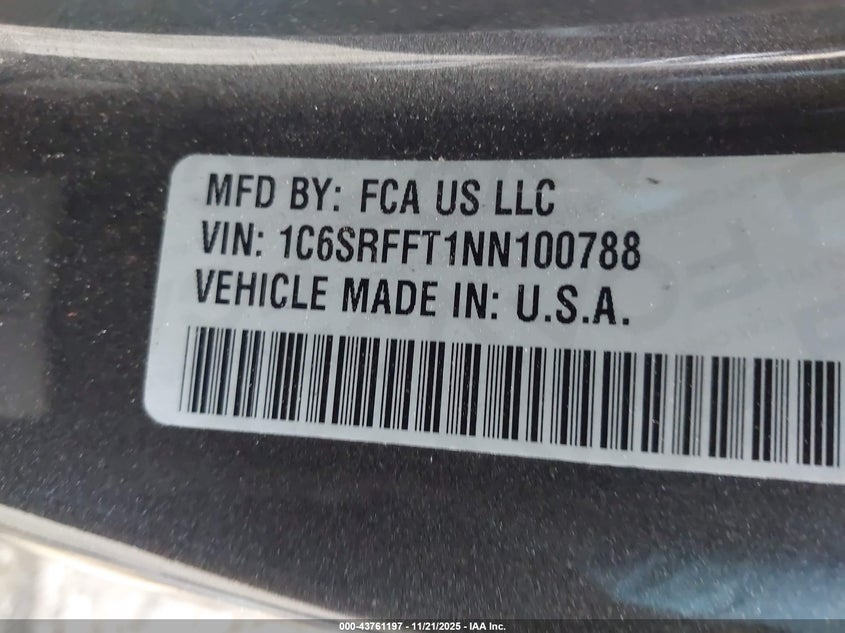 MFD BY: FCA US LLC
VIN: 1C6SRFFT1NN100788
VEHICLE MADE IN: U.S.A.
000-43761197 - 11/21/2025 - IAA Inc.